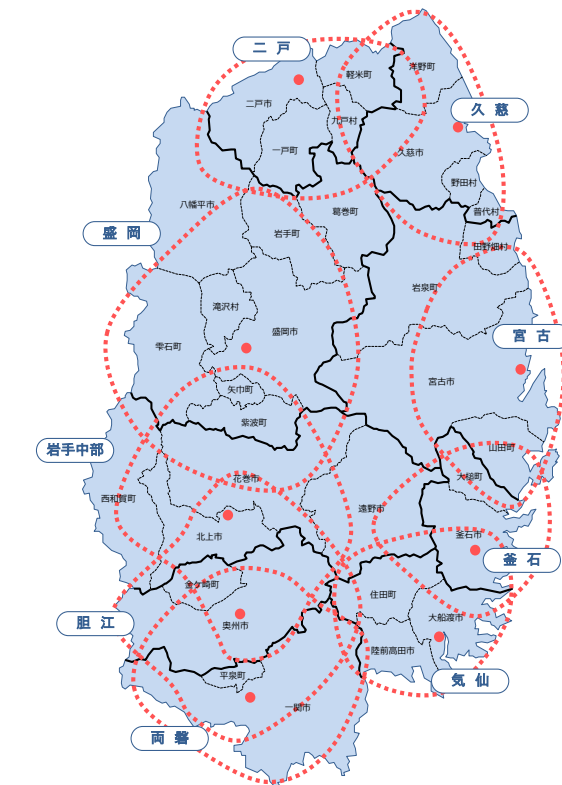 二戸
洋野町
軽米町
二戸市
久慈
九戸村
一戸町
久慈市
野田村
八幡平市
葛巻町
普代村
盛岡
岩手町
田野畑村
岩泉町
滝沢村
盛岡市
宮古
雫石町
宮古市
矢巾町
紫波町
岩手中部
山田町
花巻市
大槌町
西和賀町
遠野市
北上市
釜石市
釜石
金ケ崎町
住田町
胆江
奥州市
大船渡市
陸前高田市
平泉町
気仙
一関市
両磐